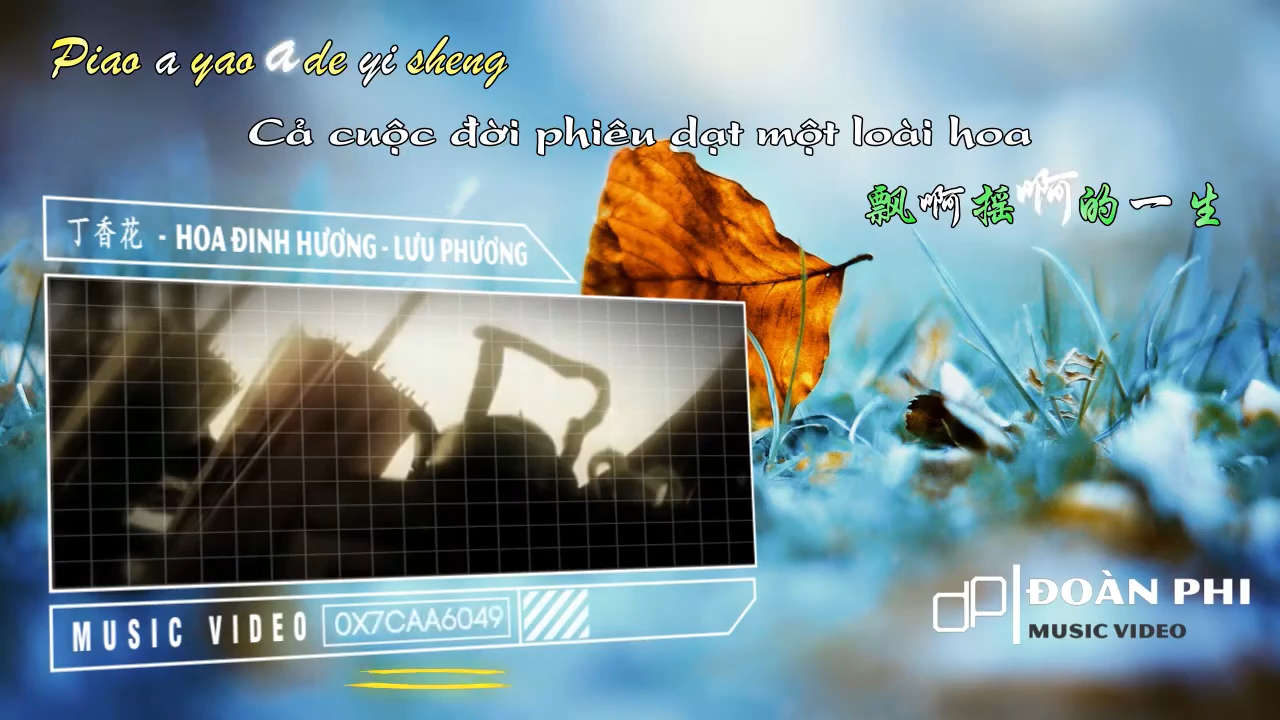 Piao a yao a de yi sheng
Cả cuộc đời phiêu dạt một loài hoa
飘啊摇啊的一生
丁香花 - HOA ĐINH HƯƠNG - LƯU PHƯƠNG
MUSIC VIDEO 0X7CAA6049
ĐOÀN PHI
MUSIC VIDEO